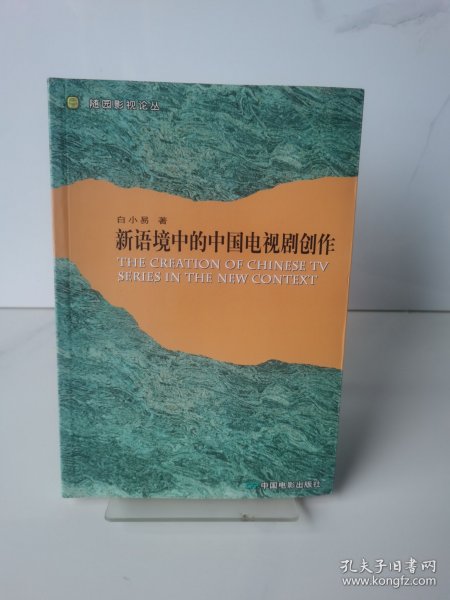 随园影视论丛
白小易 著
新语境中的中国电视剧创作
THE CREATION OF CHINESE TV
SERIES IN THE NEW CONTEXT
中国电影出版社
孔夫子旧书网
www.kongfz.com